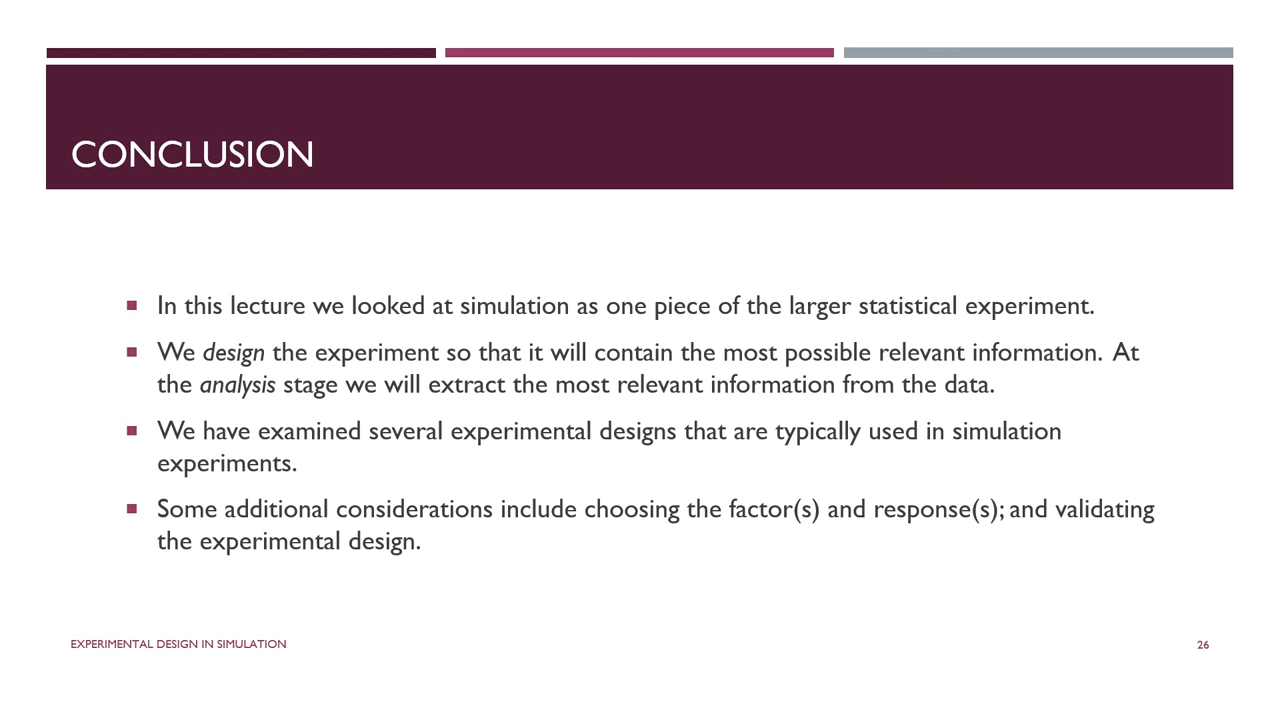 CONCLUSION
In this lecture we looked at simulation as one piece of the larger statistical experiment.
We design the experiment so that it will contain the most possible relevant information.  At
the analysis stage we will extract the most relevant information from the data.
We have examined several experimental designs that are typically used in simulation
experiments.
Some additional considerations include choosing the factor(s) and response(s); and validating
the experimental design.
EXPERIMENTAL DESIGN IN SIMULATION
26